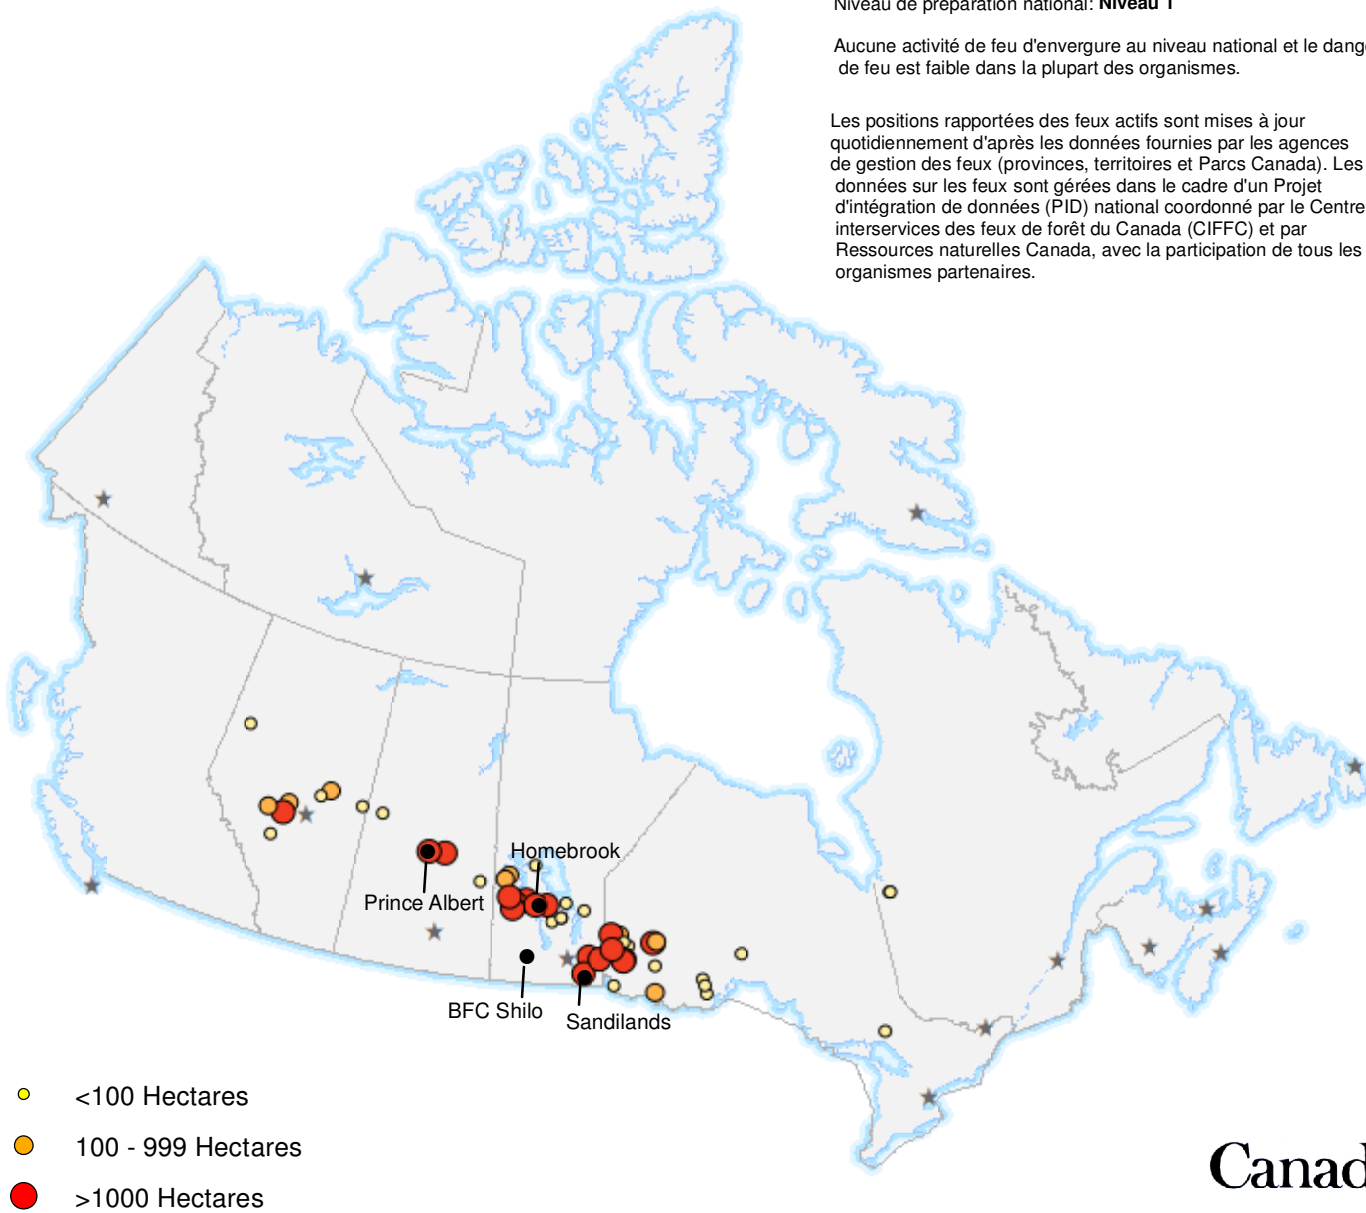 Niveau de préparation national: Niveau 1
Aucune activité de feu d'envergure au niveau national et le dang
de feu est faible dans la plupart des organismes.
Les positions rapportées des feux actifs sont mises à jour
quotidiennement d'après les données fournies par les agences
de gestion des feux (provinces, territoires et Parcs Canada). Les
données sur les feux sont gérées dans le cadre d'un Projet
d'intégration de données (PID) national coordonné par le Centre
interservices des feux de forêt du Canada (CIFFC) et par
Ressources naturelles Canada, avec la participation de tous les
organismes partenaires.
Homebrook
Prince Albert
BFC Shilo
Sandilands
<100 Hectares
100 - 999 Hectares
>1000 Hectares
Canad